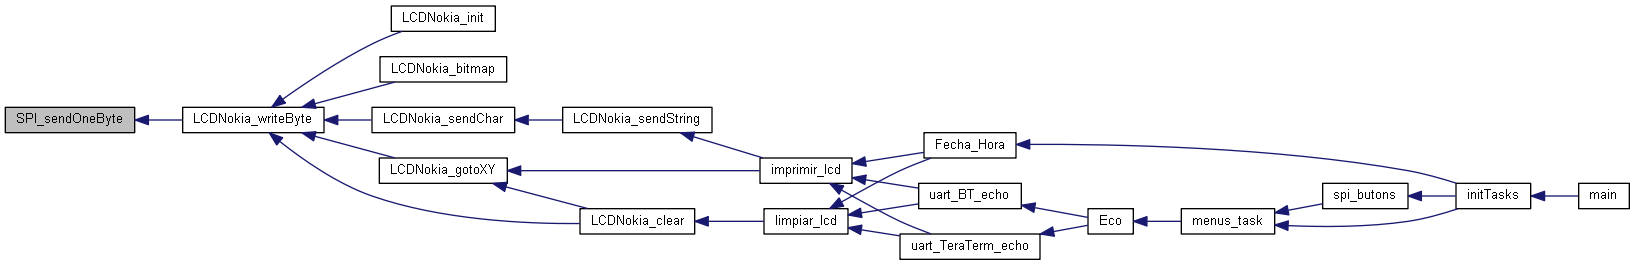 LCDNokia_init
LCDNokia_bitmap
SPI_sendOneByte
LCDNokia_writeByte
LCDNokia_sendChar
LCDNokia_sendString
Fecha_Hora
LCDNokia_gotoXY
imprimir_lcd
uart_BT_echo
spi_butons
initTasks
main
LCDNokia_clear
limpiar_lcd
Eco
menus_task
uart_TeraTerm_echo